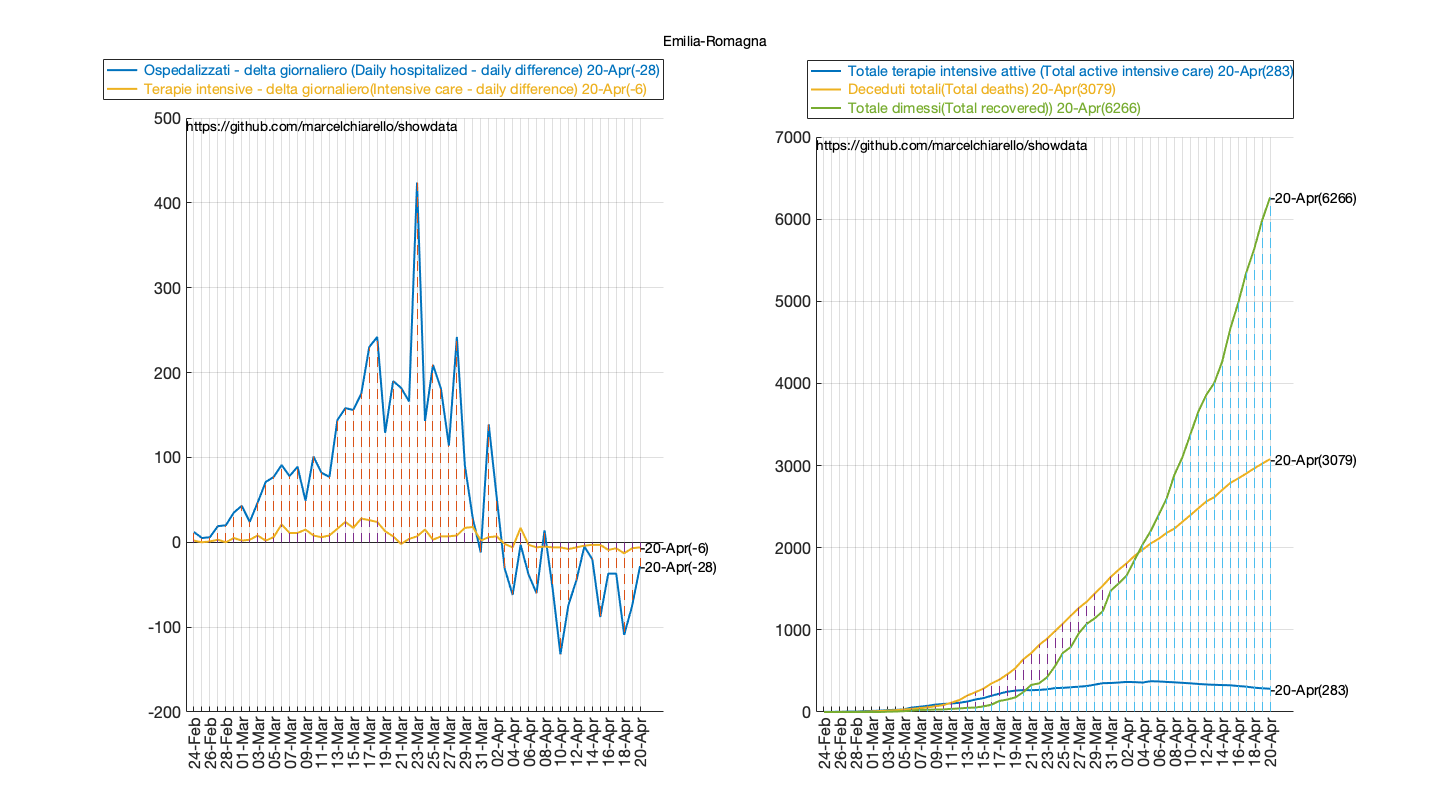 Emilia-Romagna
Ospedalizzati - delta giornaliero (Daily hospitalized - daily difference) 20-Apr(-28)
Terapie intensive - delta giornaliero(Intensive care - daily difference) 20-Apr(-6)
https://github.com/marcelchiarello/showdata
500
400
300
200
100
0
-100
-200
20-Apr(-6)
20-Apr(-28)
24-Feb
26-Feb
28-Feb
01-Mar
03-Mar
05-Mar
07-Mar
09-Mar
11-Mar
13-Mar
15-Mar
17-Mar
19-Mar
21-Mar
23-Mar
25-Mar
27-Mar
29-Mar
31-Mar
02-Apr
04-Apr
06-Apr
08-Apr
10-Apr
12-Apr
14-Apr
16-Apr
18-Apr
20-Apr
Totale terapie intensive attive (Total active intensive care) 20-Apr(283)
Deceduti totali(Total deaths) 20-Apr(3079)
Totale dimessi(Total recovered)) 20-Apr(6266)
https://github.com/marcelchiarello/showdata
7000
6000
5000
4000
3000
2000
1000
0
20-Apr(6266)
20-Apr(3079)
20-Apr(283)
24-Feb
26-Feb
28-Feb
01-Mar
03-Mar
05-Mar
07-Mar
09-Mar
11-Mar
13-Mar
15-Mar
17-Mar
19-Mar
21-Mar
23-Mar
25-Mar
27-Mar
29-Mar
31-Mar
02-Apr
04-Apr
06-Apr
08-Apr
10-Apr
12-Apr
14-Apr
16-Apr
18-Apr
20-Apr